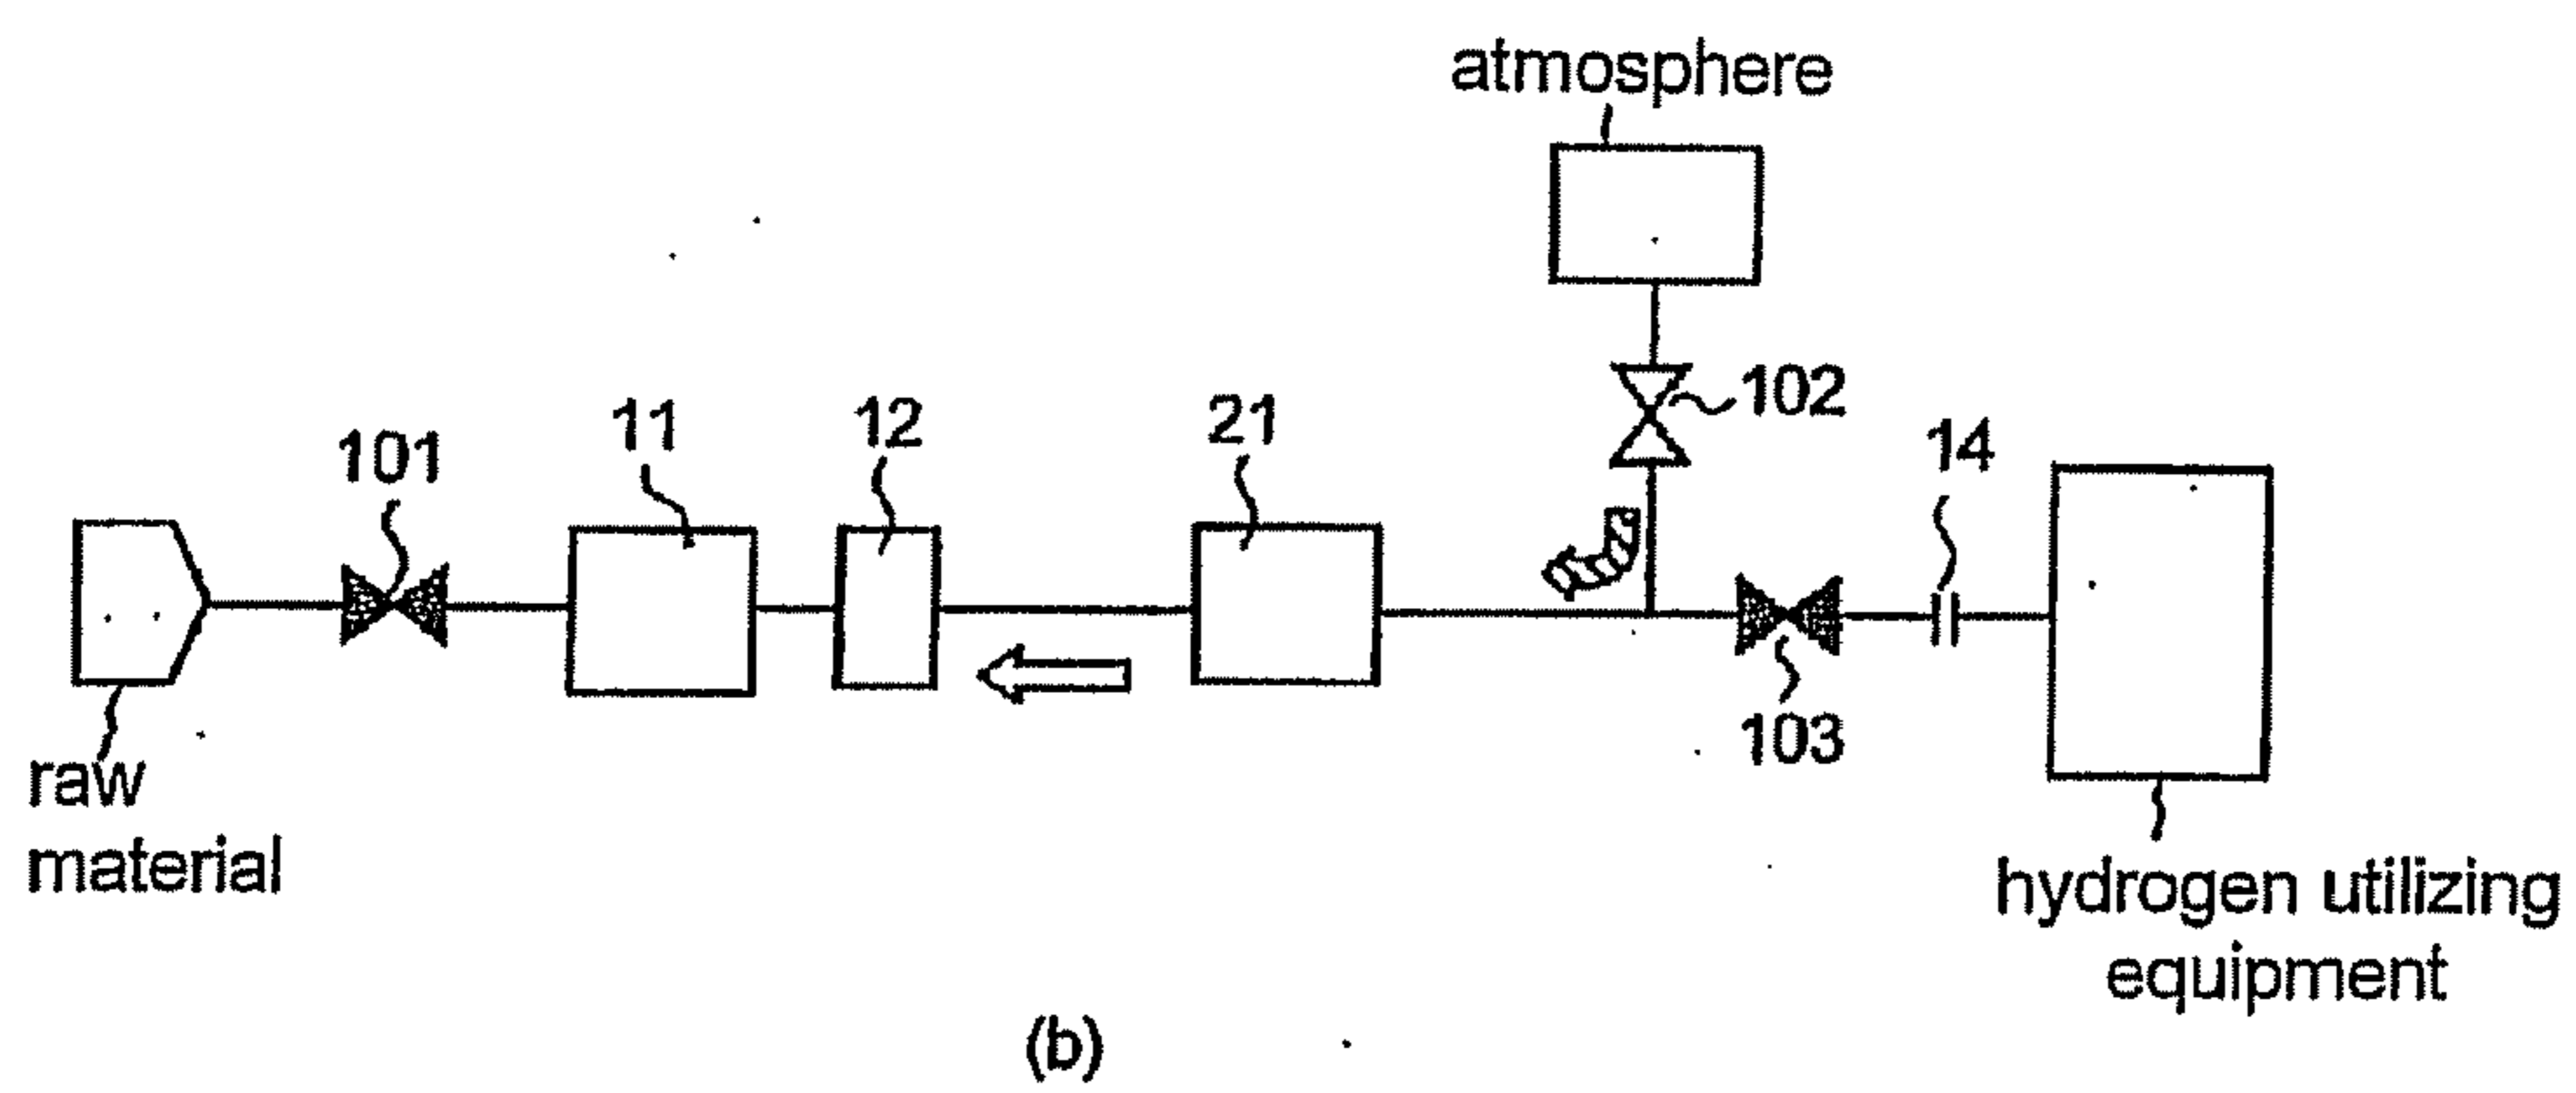 atmosphere
102
101
11
12
21
14
103
raw
material
hydrogen utilizing
equipment
(b)